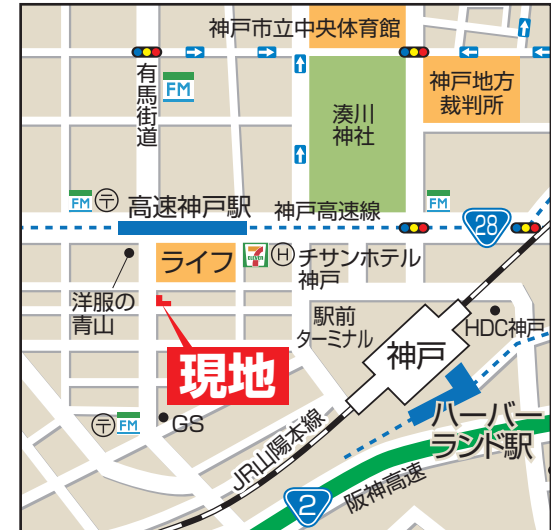 神戸市立中央体育館
有馬街道
FM
湊川
神社
神戸地方
裁判所
FM
〒
高速神戸駅
神戸高速線
FM
28
洋服の
青山
ライフ
7
ELEVEN
H
チサンホテル
神戸
駅前
ターミナル
神戸
HDC神戸
現地
〒
FM
GS
JR山陽本線
ハーバー
ランド駅
2
阪神高速